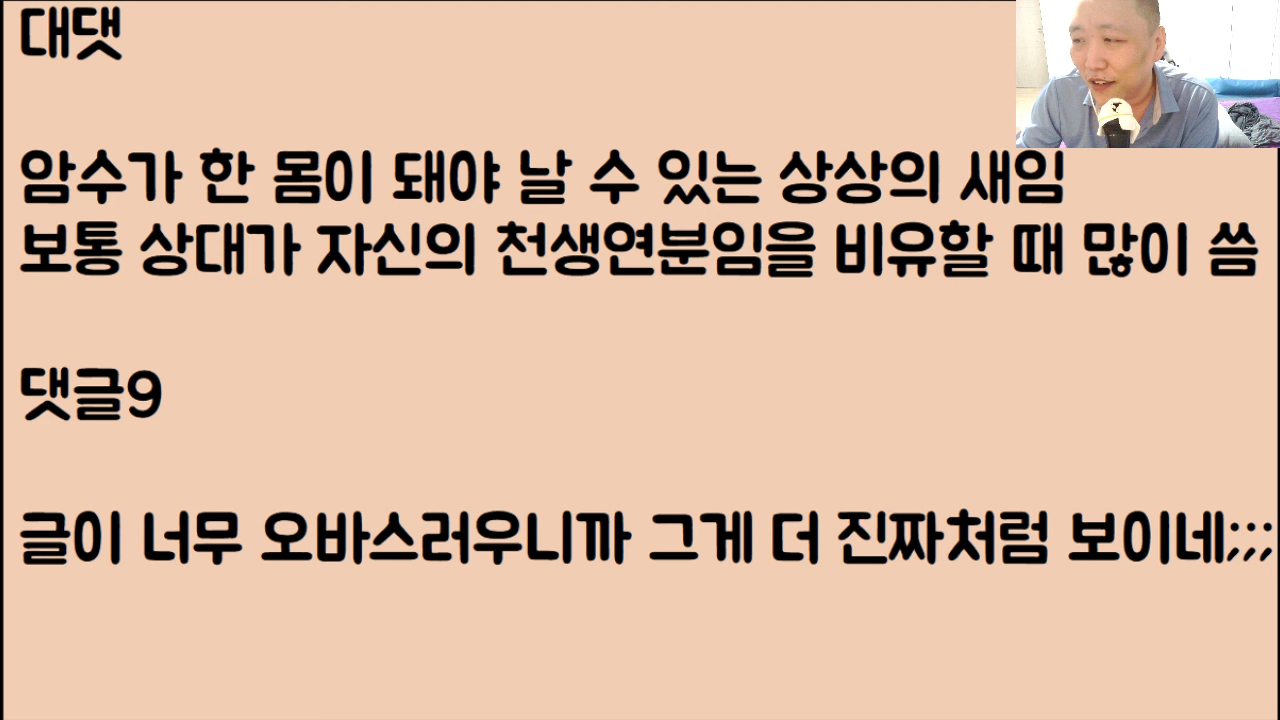 대댓
암수가 한 몸이 돼야 날 수 있는 상상의 새임
보통 상대가 자신의 천생연분임을 비유할 때 많이 씀
댓글9
글이 너무 오바스러우니까 그게 더 진짜처럼 보이네;;;